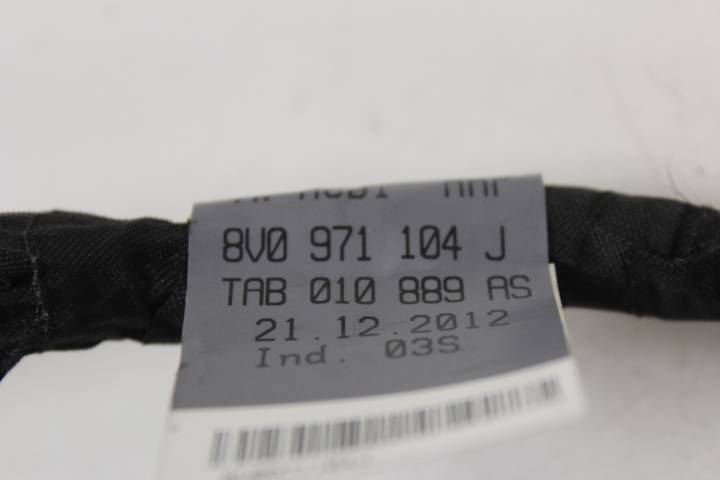 8V0 971 104 J
TAB 010 889 AS
21.12.2012
Ind. 03S